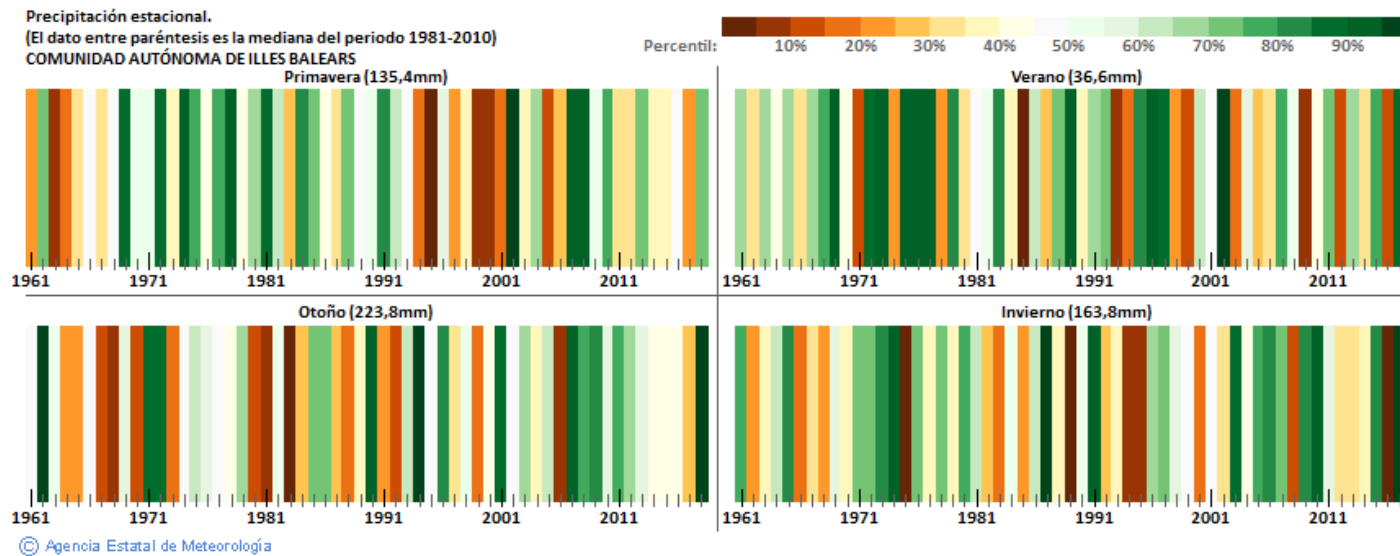 Precipitación estacional.
(El dato entre paréntesis es la mediana del periodo 1981-2010)
COMUNIDAD AUTÓNOMA DE ILLES BALEARS
Percentil: 10% 20% 30% 40% 50% 60% 70% 80% 90%
Primavera (135,4mm)
1961 1971 1981 1991 2001 2011
Verano (36,6mm)
1961 1971 1981 1991 2001 2011
Otoño (223,8mm)
1961 1971 1981 1991 2001 2011
Invierno (163,8mm)
1961 1971 1981 1991 2001 2011
© Agencia Estatal de Meteorología